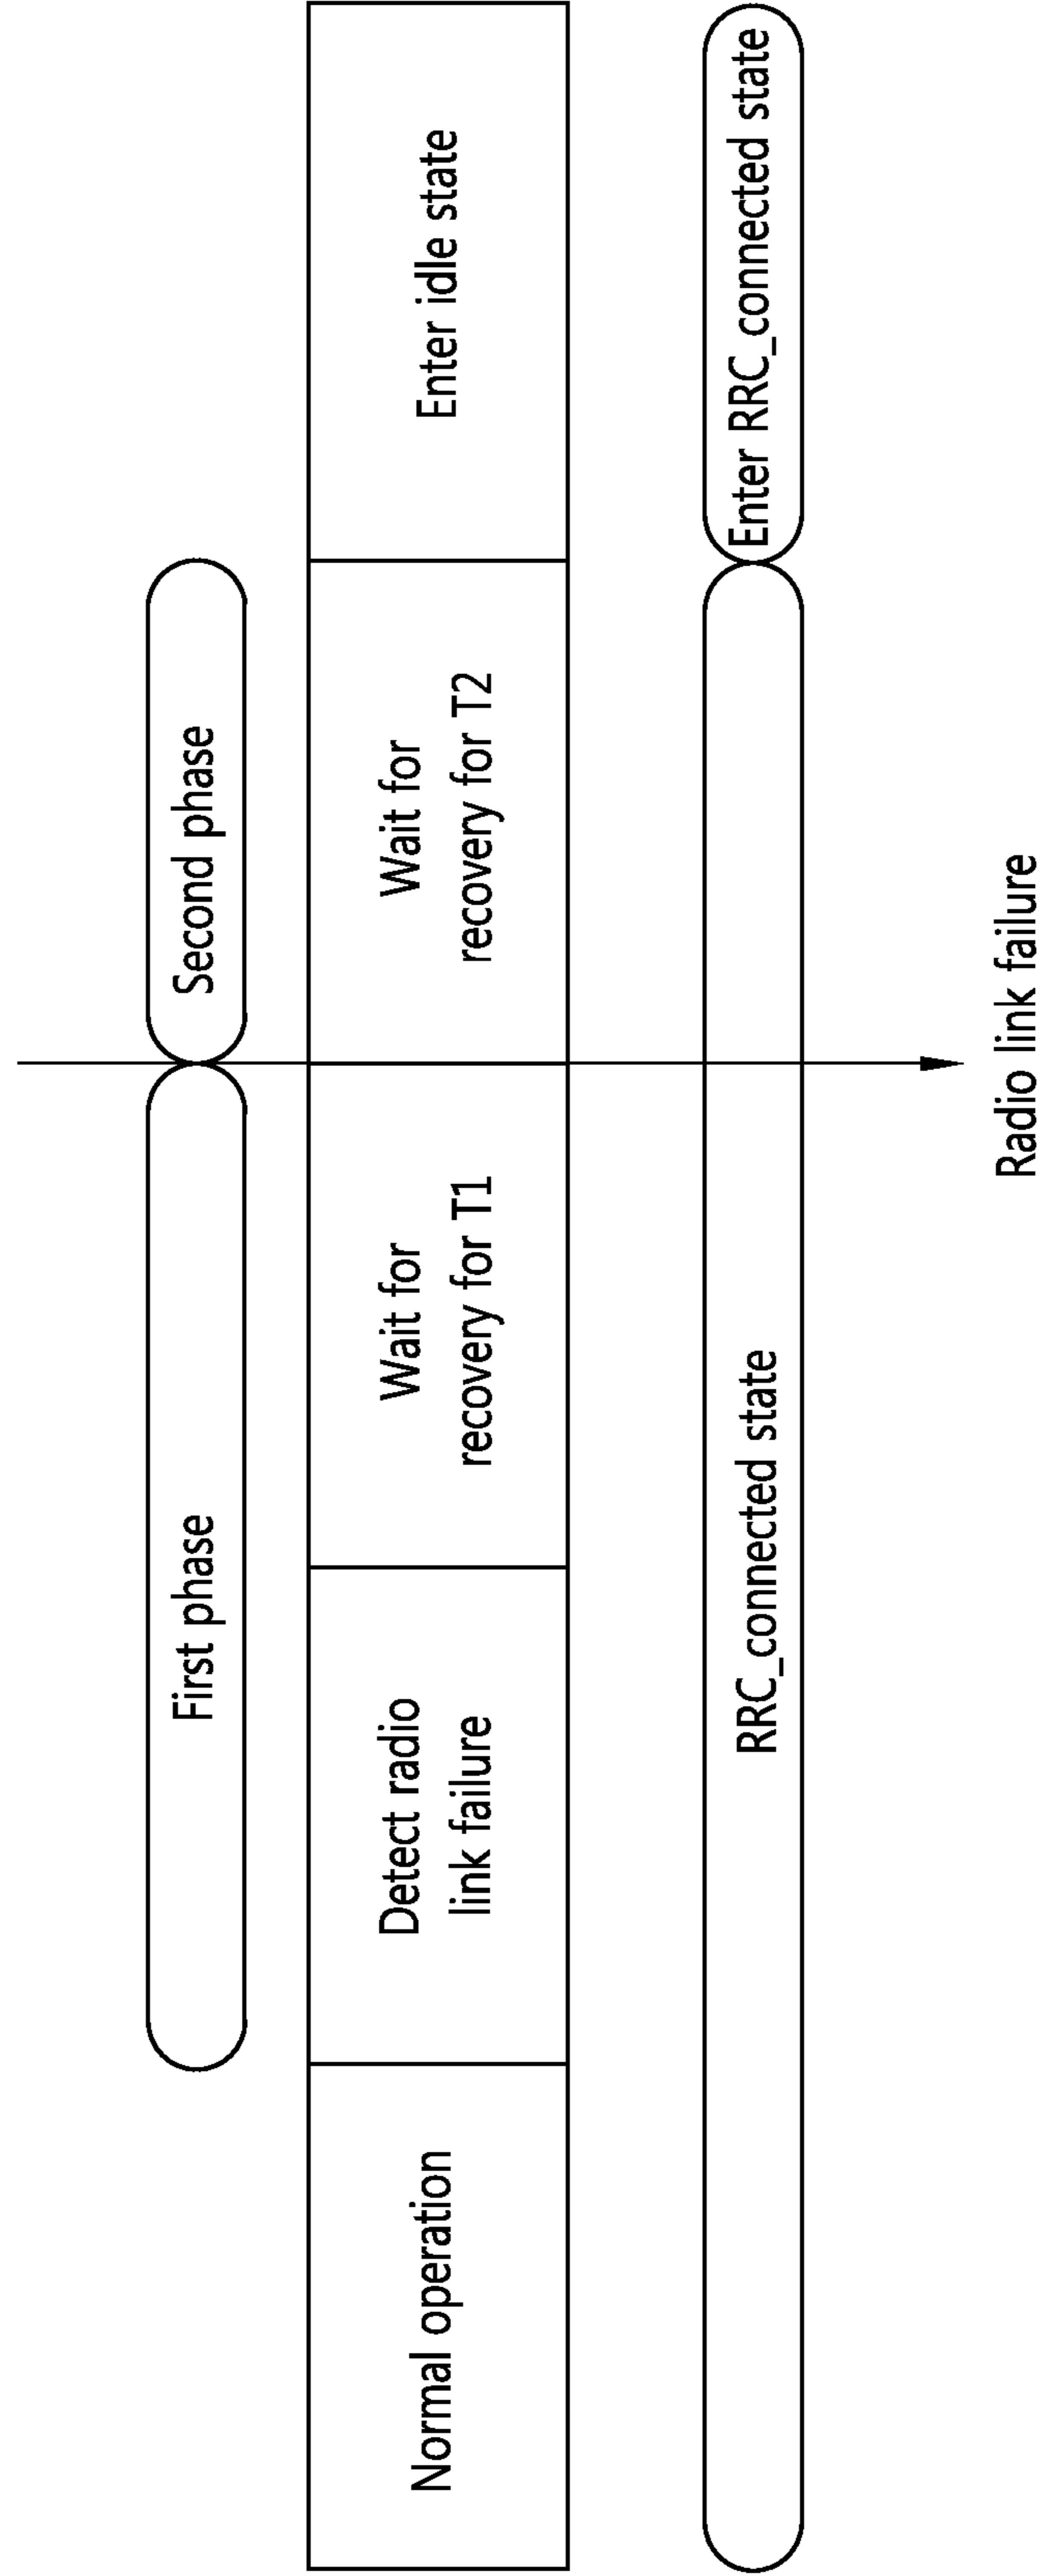 First phase
Second phase
Normal operation
Detect radio
link failure
Wait for
recovery for T1
Wait for
recovery for T2
Enter idle state
RRC_connected state
Enter RRC_connected state
Radio link failure